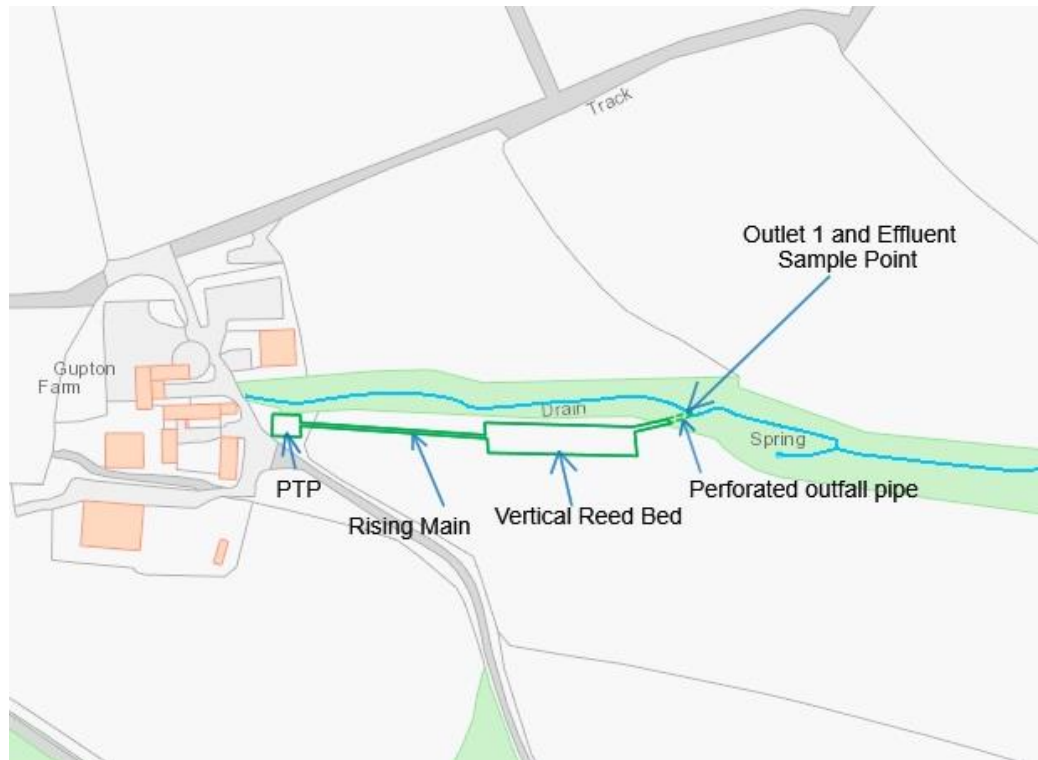 Track
Outlet 1 and Effluent
Sample Point
Gupton
Farm
Drain
Spring
PTP
Rising Main
Vertical Reed Bed
Perforated outfall pipe